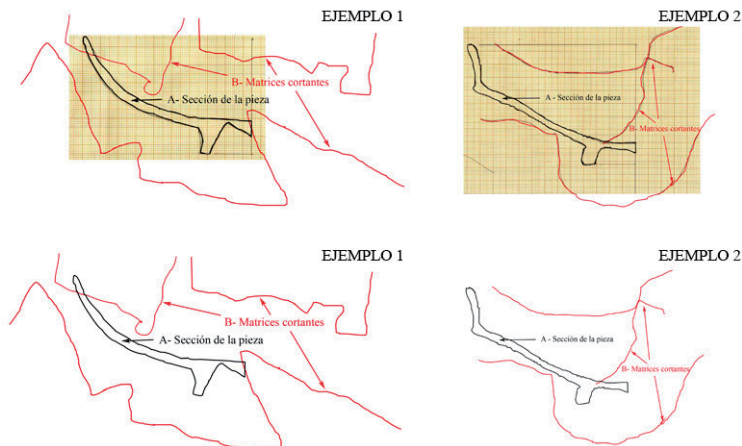 EJEMPLO 1
B- Matrices cortantes
A- Sección de la pieza
EJEMPLO 2
A - Sección de la pieza
B- Matrices cortantes
EJEMPLO 1
B- Matrices cortantes
A- Sección de la pieza
EJEMPLO 2
A - Sección de la pieza
B- Matrices cortantes